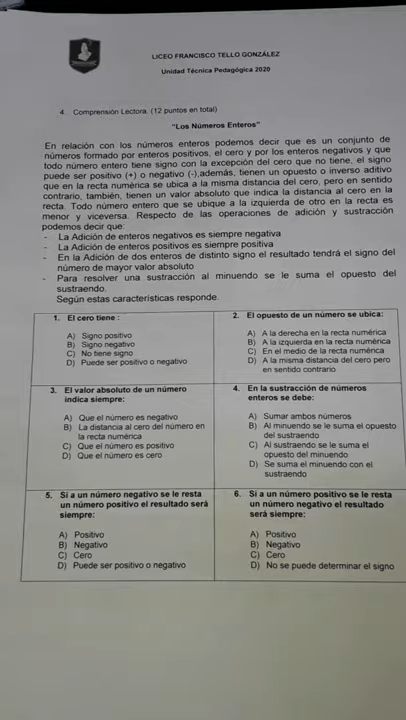 LICEO FRANCISCO TELLO GONZÁLEZ
Unidad Técnica Pedagógica 2020
4. Comprensión Lectora. (12 puntos en total)
"Los Números Enteros"
En relación con los números enteros podemos decir que es un conjunto de
números formado por enteros positivos, el cero y por los enteros negativos y que
todo número entero tiene signo con la excepción del cero que no tiene, el signo
puede ser positivo (+) o negativo (-),además, tienen un opuesto o inverso aditivo
que en la recta numérica se ubica a la misma distancia del cero, pero en sentido
contrario, también, tienen un valor absoluto que indica la distancia al cero en la
recta. Todo número entero que se ubique a la izquierda de otro en la recta es
menor y viceversa. Respecto de las operaciones de adición y sustracción
podemos decir que:
- La Adición de enteros negativos es siempre negativa
- La Adición de enteros positivos es siempre positiva
- En la Adición de dos enteros de distinto signo el resultado tendrá el signo del
número de mayor valor absoluto
- Para resolver una sustracción al minuendo se le suma el opuesto del
sustraendo.
Según estas características responde.
1. El cero tiene :
A) Signo positivo
B) Signo negativo
C) No tiene signo
D) Puede ser positivo o negativo
2. El opuesto de un número se ubica:
A) A la derecha en la recta numérica
B) A la izquierda en la recta numérica
C) En el medio de la recta numérica
D) A la misma distancia del cero pero
en sentido contrario
3. El valor absoluto de un número
indica siempre:
A) Que el número es negativo
B) La distancia al cero del número en
la recta numérica
C) Que el número es positivo
D) Que el número es cero
4. En la sustracción de números
enteros se debe:
A) Sumar ambos números
B) Al minuendo se le suma el opuesto
del sustraendo
C) Al sustraendo se le suma el
opuesto del minuendo
D) Se suma el minuendo con el
sustraendo
5. Si a un número negativo se le resta
un número positivo el resultado será
siempre:
A) Positivo
B) Negativo
C) Cero
D) Puede ser positivo o negativo
6. Si a un número positivo se le resta
un número negativo el resultado
será siempre:
A) Positivo
B) Negativo
C) Cero
D) No se puede determinar el signo